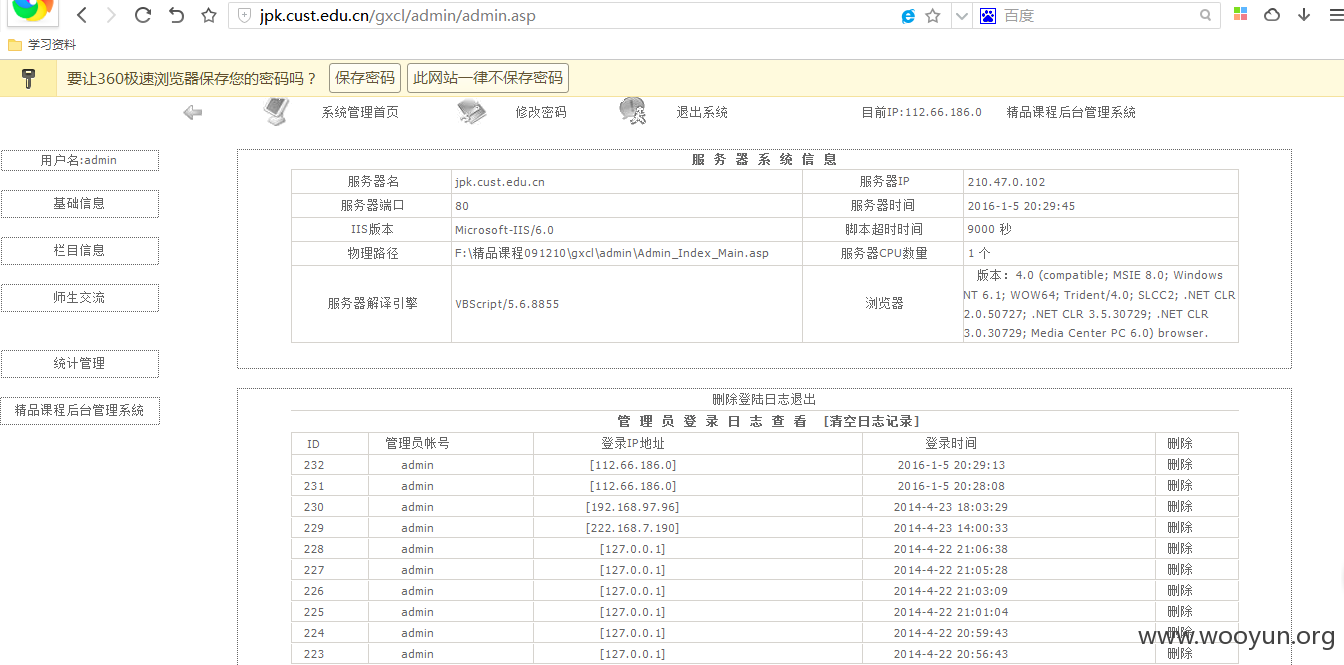 jpk.cust.edu.cn/gxcl/admin/admin.asp 百度
学习资料
要让360极速浏览器保存您的密码吗？ 保存密码 此网站一律不保存密码
系统管理首页 修改密码 退出系统 目前IP:112.66.186.0 精品课程后台管理系统
用户名:admin
基础信息
栏目信息
师生交流
统计管理
精品课程后台管理系统
服 务 器 系 统 信 息
服务器名 jpk.cust.edu.cn 服务器IP 210.47.0.102
服务器端口 80 服务器时间 2016-1-5 20:29:45
IIS版本 Microsoft-IIS/6.0 脚本超时时间 9000 秒
物理路径 F:\精品课程091210\gxcl\admin\Admin_Index_Main.asp 服务器CPU数量 1 个
服务器解译引擎 VBScript/5.6.8855 浏览器 版本：4.0 (compatible; MSIE 8.0; Windows
NT 6.1; WOW64; Trident/4.0; SLCC2; .NET CLR
2.0.50727; .NET CLR 3.5.30729; .NET CLR
3.0.30729; Media Center PC 6.0) browser.
删除登陆日志退出
管 理 员 登 录 日 志 查 看 [清空日志记录]
ID 管理员帐号 登录IP地址 登录时间 删除
232 admin [112.66.186.0] 2016-1-5 20:29:13 删除
231 admin [112.66.186.0] 2016-1-5 20:28:08 删除
230 admin [192.168.97.96] 2014-4-23 18:03:29 删除
229 admin [222.168.7.190] 2014-4-23 14:00:33 删除
228 admin [127.0.0.1] 2014-4-22 21:06:38 删除
227 admin [127.0.0.1] 2014-4-22 21:05:28 删除
226 admin [127.0.0.1] 2014-4-22 21:03:09 删除
225 admin [127.0.0.1] 2014-4-22 21:01:04 删除
224 admin [127.0.0.1] 2014-4-22 20:59:43 删除
223 admin [127.0.0.1] 2014-4-22 20:56:43 删除
www.wooyun.org